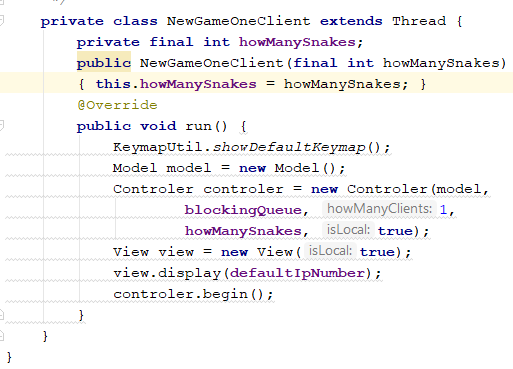 */
private class NewGameOneClient extends Thread {
private final int howManySnakes;
public NewGameOneClient(final int howManySnakes)
{ this.howManySnakes = howManySnakes; }
@Override
public void run() {
KeymapUtil.showDefaultKeymap();
Model model = new Model();
Controler controler = new Controler(model,
blockingQueue, howManyClients: 1,
howManySnakes, isLocal: true);
View view = new View( isLocal: true);
view.display(defaultIpNumber);
controler.begin();
}
}
}